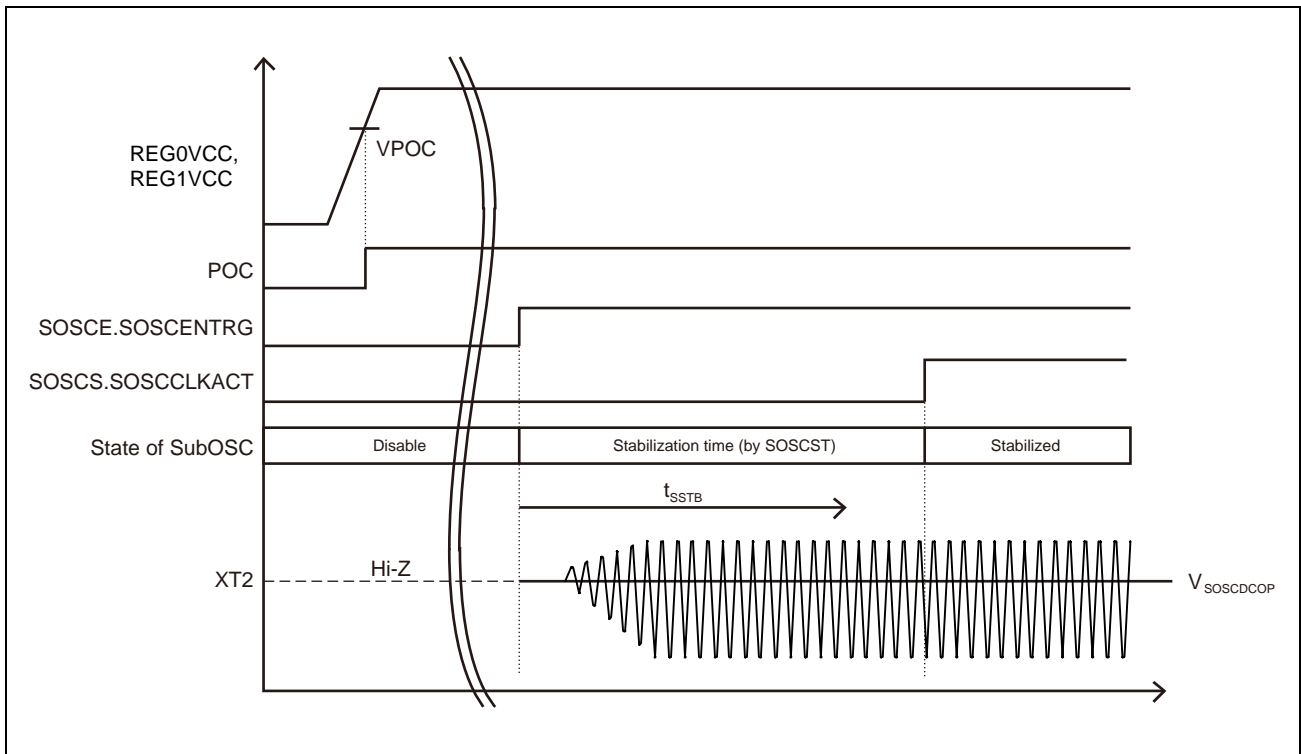 REG0VCC,
REG1VCC
VPOC
POC
SOSCE.SOSCENTRG
SOSCS.SOSCCLKACT
State of SubOSC
Disable
Stabilization time (by SOSCST)
Stabilized
tSSTB
XT2
Hi-Z
VSOSCDCOP